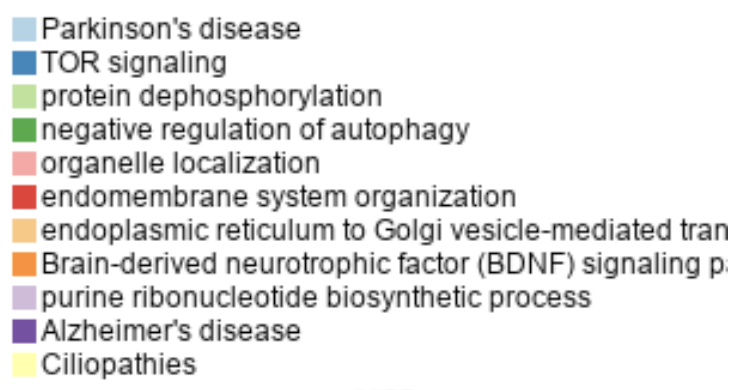 Parkinson's disease
TOR signaling
protein dephosphorylation
negative regulation of autophagy
organelle localization
endomembrane system organization
endoplasmic reticulum to Golgi vesicle-mediated tran
Brain-derived neurotrophic factor (BDNF) signaling p
purine ribonucleotide biosynthetic process
Alzheimer's disease
Ciliopathies